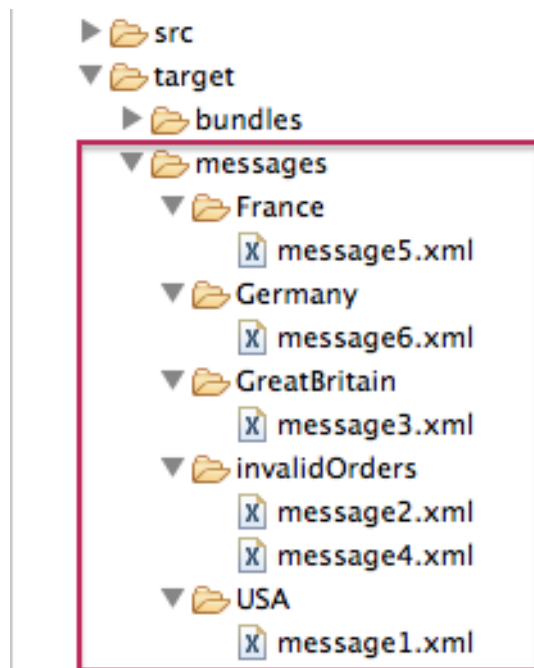 src
target
bundles
messages
France
message5.xml
Germany
message6.xml
GreatBritain
message3.xml
invalidOrders
message2.xml
message4.xml
USA
message1.xml